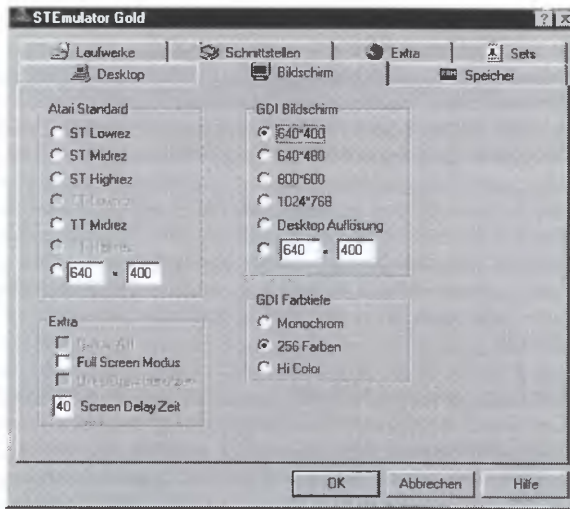 STEmulator Gold
Laufwerke Schnittstellen Extra Sets
Desktop Bildschirm Speicher
Atari Standard
ST Lowrez
ST Midrez
ST Highrez
TT Lowrez
TT Midrez
640 * 400
GDI Bildschirm
640*400
640*480
800*600
1024*768
Desktop Auflösung
640 * 400
Extra
Full Screen Modus
40 Screen Delay Zeit
GDI Farbtiefe
Monochrom
256 Farben
Hi Color
OK Abbrechen Hilfe